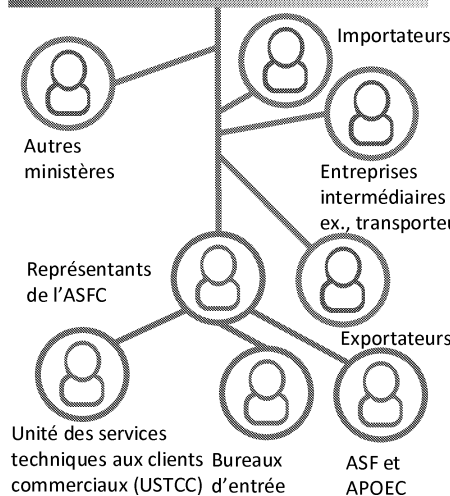 Importateurs
Autres
ministères
Entreprises
intermédiaires
ex., transporteu
Représentants
de l'ASFC
Exportateurs
Unité des services
techniques aux clients
commerciaux (USTCC)
Bureaux
d'entrée
ASF et
APOEC